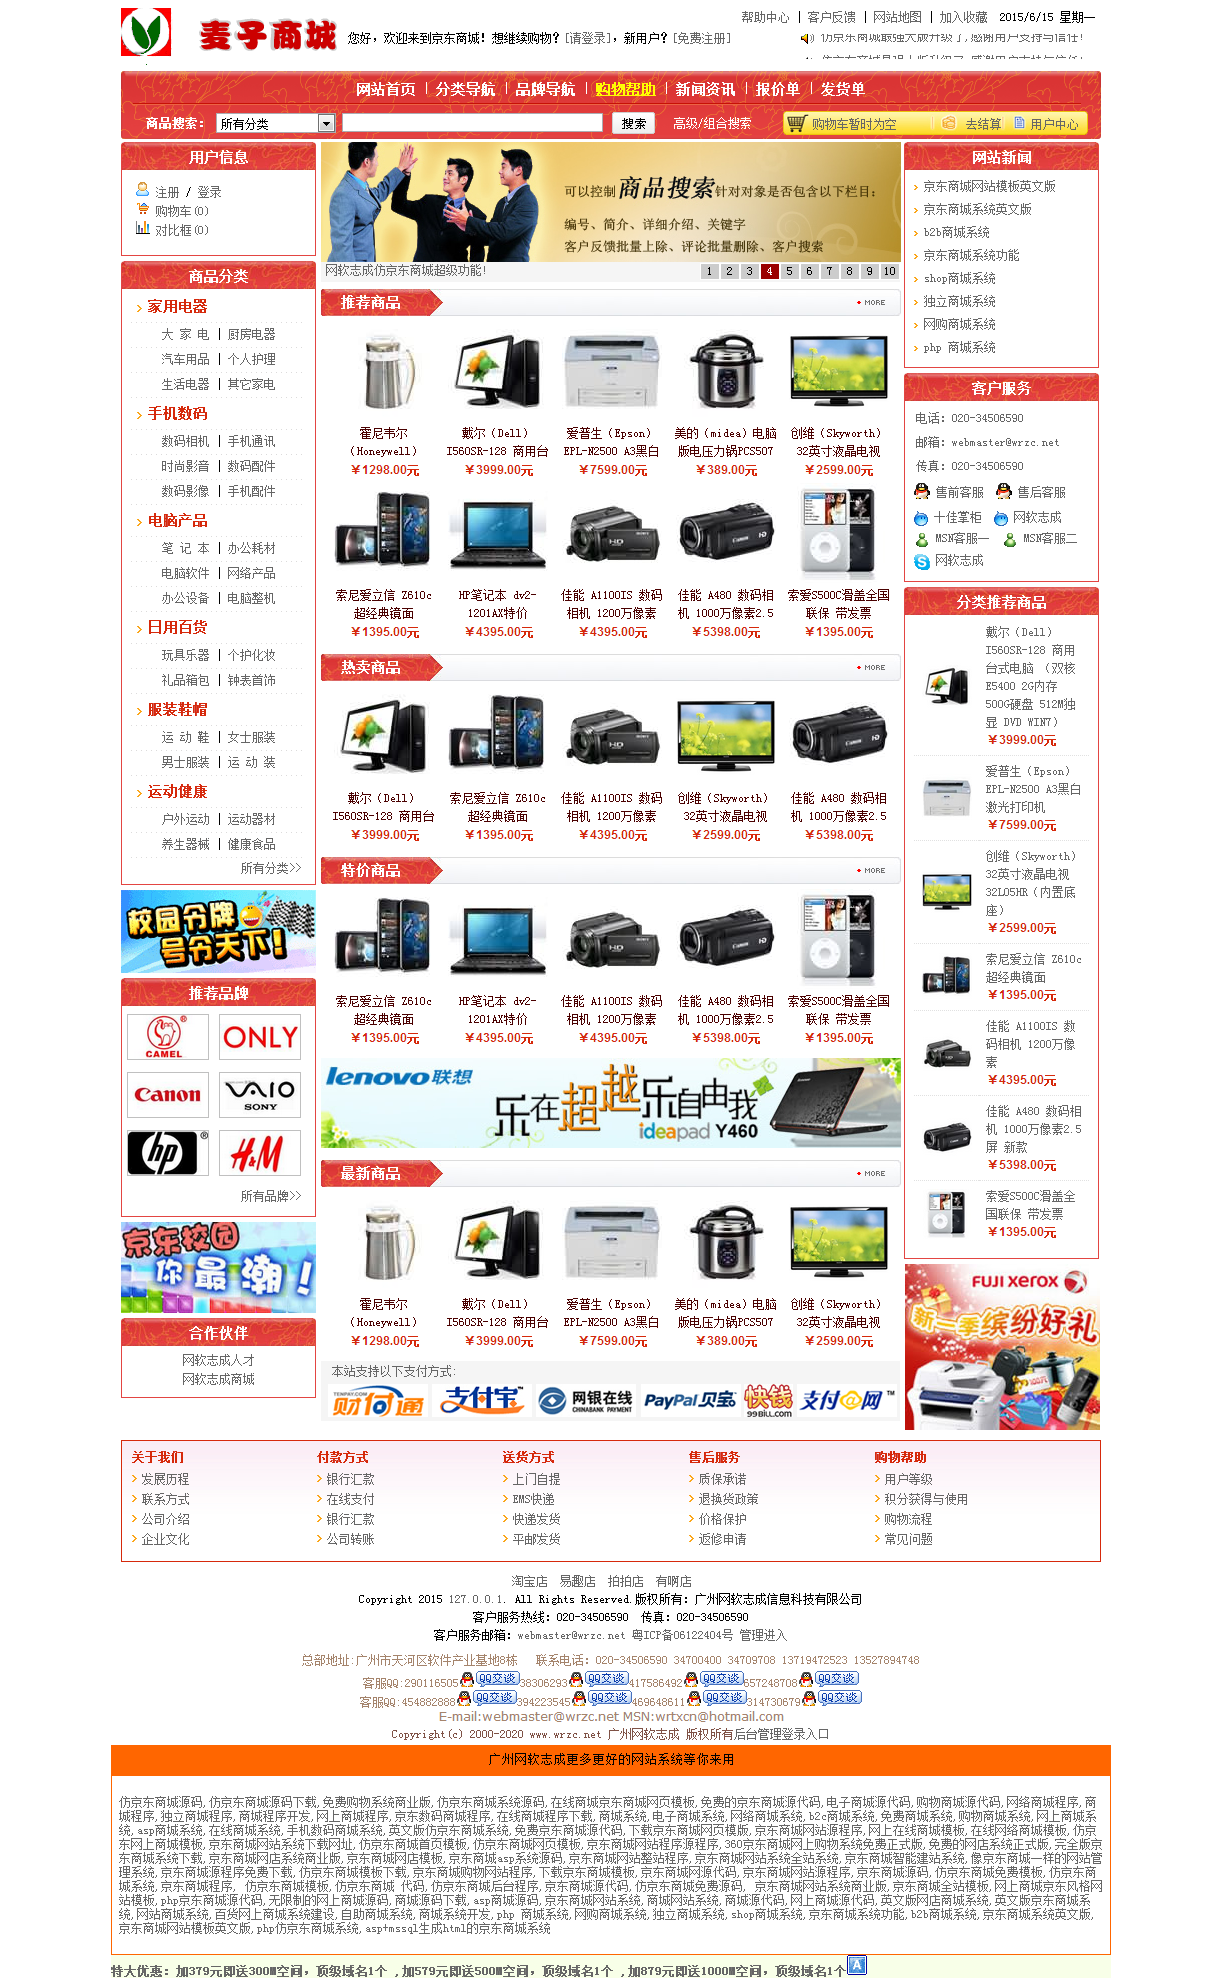 麦子商城
您好，欢迎来到京东商城！想继续购物？[请登录]，新用户？[免费注册]
帮助中心 | 客户反馈 | 网站地图 | 加入收藏 2015/6/15 星期一
仿京东商城最强大版升级了,感谢用户支持与信任!
网站首页 | 分类导航 | 品牌导航 | 购物帮助 | 新闻资讯 | 报价单 | 发货单
商品搜索： 所有分类 搜索 高级/组合搜索 购物车暂时为空 去结算 用户中心
用户信息
注册 / 登录
购物车(0)
对比框(0)
商品分类
家用电器
大 家 电 | 厨房电器
汽车用品 | 个人护理
生活电器 | 其它家电
手机数码
数码相机 | 手机通讯
时尚影音 | 数码配件
数码影像 | 手机配件
电脑产品
笔 记 本 | 办公耗材
电脑软件 | 网络产品
办公设备 | 电脑整机
日用百货
玩具乐器 | 个护化妆
礼品箱包 | 钟表首饰
服装鞋帽
运 动 鞋 | 女士服装
男士服装 | 运 动 装
运动健康
户外运动 | 运动器材
养生器械 | 健康食品
所有分类>>
校园令牌
号令天下！
推荐品牌
CAMEL ONLY
Canon VAIO SONY
hp H&M
所有品牌>>
京东校园
你最潮！
合作伙伴
网软志成人才
网软志成商城
可以控制商品搜索针对对象是否包含以下栏目：
编号、简介、详细介绍、关键字
客户反馈批量上除、评论批量删除、客户搜索
网软志成仿京东商城超级功能!
1 2 3 4 5 6 7 8 9 10
推荐商品 MORE
霍尼韦尔 戴尔（Dell） 爱普生（Epson） 美的（midea）电脑 创维（Skyworth）
（Honeywell） I560SR-128 商用台 EPL-N2500 A3黑白 版电压力锅PCS507 32英寸液晶电视
￥1298.00元 ￥3999.00元 ￥7599.00元 ￥389.00元 ￥2599.00元
索尼爱立信 Z610c HP笔记本 dv2- 佳能 A1100IS 数码 佳能 A480 数码相 索爱S500C滑盖全国
超经典镜面 1201AX特价 相机 1200万像素 机 1000万像素2.5 联保 带发票
￥1395.00元 ￥4395.00元 ￥4395.00元 ￥5398.00元 ￥1395.00元
热卖商品 MORE
戴尔（Dell） 索尼爱立信 Z610c 佳能 A1100IS 数码 创维（Skyworth） 佳能 A480 数码相
I560SR-128 商用台 超经典镜面 相机 1200万像素 32英寸液晶电视 机 1000万像素2.5
￥3999.00元 ￥1395.00元 ￥4395.00元 ￥2599.00元 ￥5398.00元
特价商品 MORE
索尼爱立信 Z610c HP笔记本 dv2- 佳能 A1100IS 数码 佳能 A480 数码相 索爱S500C滑盖全国
超经典镜面 1201AX特价 相机 1200万像素 机 1000万像素2.5 联保 带发票
￥1395.00元 ￥4395.00元 ￥4395.00元 ￥5398.00元 ￥1395.00元
lenovo联想
乐在超越乐自由我
ideapad Y460
最新商品 MORE
霍尼韦尔 戴尔（Dell） 爱普生（Epson） 美的（midea）电脑 创维（Skyworth）
（Honeywell） I560SR-128 商用台 EPL-N2500 A3黑白 版电压力锅PCS507 32英寸液晶电视
￥1298.00元 ￥3999.00元 ￥7599.00元 ￥389.00元 ￥2599.00元
本站支持以下支付方式:
TENPAY.COM 财付通 支付宝 网银在线 CHINABANK PAYMENT PayPal 贝宝 快钱 99BILL.COM 支付@网™
网站新闻
京东商城网站模板英文版
京东商城系统英文版
b2b商城系统
京东商城系统功能
shop商城系统
独立商城系统
网购商城系统
php 商城系统
客户服务
电话：020-34506590
邮箱：webmaster@wrzc.net
传真：020-34506590
售前客服 售后客服
十佳掌柜 网软志成
MSN客服一 MSN客服二
网软志成
分类推荐商品
戴尔（Dell）
I560SR-128 商用
台式电脑 （双核
E5400 2G内存
500G硬盘 512M独
显 DVD WIN7）
￥3999.00元
爱普生（Epson）
EPL-N2500 A3黑白
激光打印机
￥7599.00元
创维（Skyworth）
32英寸液晶电视
32L05HR（内置底
座）
￥2599.00元
索尼爱立信 Z610c
超经典镜面
￥1395.00元
佳能 A1100IS 数
码相机 1200万像
素
￥4395.00元
佳能 A480 数码相
机 1000万像素2.5
屏 新款
￥5398.00元
索爱S500C滑盖全
国联保 带发票
￥1395.00元
FUJI xerox
新一季缤纷好礼
关于我们 付款方式 送货方式 售后服务 购物帮助
发展历程 银行汇款 上门自提 质保承诺 用户等级
联系方式 在线支付 EMS快递 退换货政策 积分获得与使用
公司介绍 银行汇款 快递发货 价格保护 购物流程
企业文化 公司转账 平邮发货 返修申请 常见问题
淘宝店 易趣店 拍拍店 有啊店
Copyright 2015 127.0.0.1. All Rights Reserved.版权所有：广州网软志成信息科技有限公司
客户服务热线：020-34506590 传真：020-34506590
客户服务邮箱：webmaster@wrzc.net 粤ICP备06122404号 管理进入
总部地址:广州市天河区软件产业基地8栋 联系电话：020-34506590 34700400 34709708 13719472523 13527894748
客服QQ:290116505 QQ交谈 38306293 QQ交谈 417586492 QQ交谈 657248708 QQ交谈
客服QQ:454882888 QQ交谈 394223545 QQ交谈 469648611 QQ交谈 314730679 QQ交谈
E-mail:webmaster@wrzc.net MSN:wrtxcn@hotmail.com
Copyright(c) 2000-2020 www.wrzc.net 广州网软志成 版权所有后台管理登录入口
广州网软志成更多更好的网站系统等你来用
仿京东商城源码,仿京东商城源码下载,免费购物系统商业版,仿京东商城系统源码,在线商城京东商城网页模板,免费的京东商城源代码,电子商城源代码,购物商城源代码,网络商城程序,商
城程序,独立商城程序,商城程序开发,网上商城程序,京东数码商城程序,在线商城程序下载,商城系统,电子商城系统,网络商城系统,b2c商城系统,免费商城系统,购物商城系统,网上商城系
统,asp商城系统,在线商城系统,手机数码商城系统,英文版仿京东商城系统,免费京东商城源代码,下载京东商城网页模版,京东商城网站源程序,网上在线商城模板,在线网络商城模板,仿京
东网上商城模板,京东商城网站系统下载网址,仿京东商城首页模板,仿京东商城网页模板,京东商城网站程序源程序,360京东商城网上购物系统免费正式版,免费的网店系统正式版,完全版京
东商城系统下载,京东商城网店系统商业版,京东商城网店模板,京东商城asp系统源码,京东商城网站整站程序,京东商城网站系统全站系统,京东商城智能建站系统,像京东商城一样的网站管
理系统,京东商城源程序免费下载,仿京东商城模板下载,京东商城购物网站程序,下载京东商城模板,京东商城网源代码,京东商城网站源程序,京东商城源码,仿京东商城免费模板,仿京东商
城系统,京东商城程序, 仿京东商城模板,仿京东商城 代码,仿京东商城后台程序,京东商城源代码,仿京东商城免费源码, 京东商城网站系统商业版,京东商城全站模板,网上商城京东风格网
站模板,php京东商城源代码,无限制的网上商城源码,商城源码下载,asp商城源码,京东商城网站系统,商城网站系统,商城源代码,网上商城源代码,英文版网店商城系统,英文版京东商城系
统,网站商城系统,百货网上商城系统建设,自助商城系统,商城系统开发,php 商城系统,网购商城系统,独立商城系统,shop商城系统,京东商城系统功能,b2b商城系统,京东商城系统英文版,
京东商城网站模板英文版,php仿京东商城系统,asp+mssql生成html的京东商城系统
特大优惠：加379元即送300M空间，顶级域名1个 ,加579元即送500M空间，顶级域名1个 ,加879元即送1000M空间，顶级域名1个